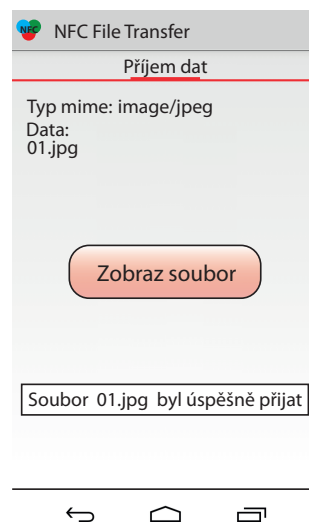 NFC NFC File Transfer
Příjem dat
Typ mime: image/jpeg
Data:
01.jpg
Zobraz soubor
Soubor 01.jpg byl úspěšně přijat